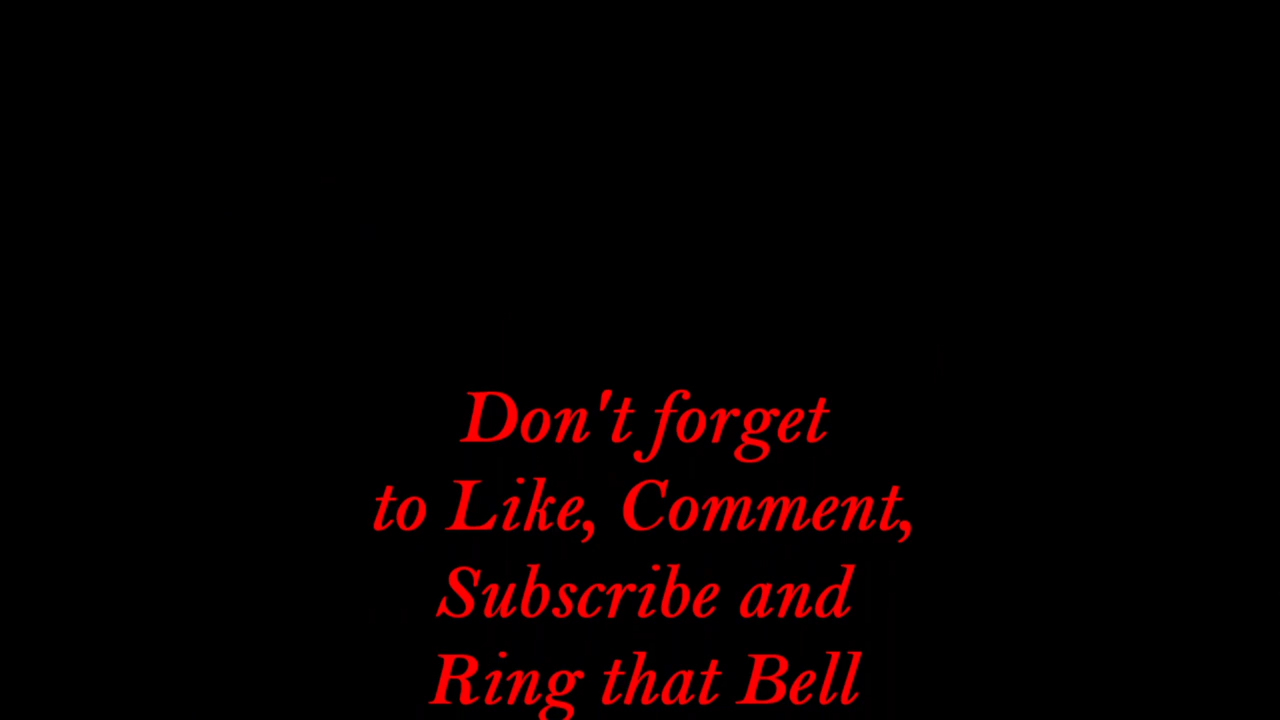 Don't forget
to Like, Comment,
Subscribe and
Ring that Bell